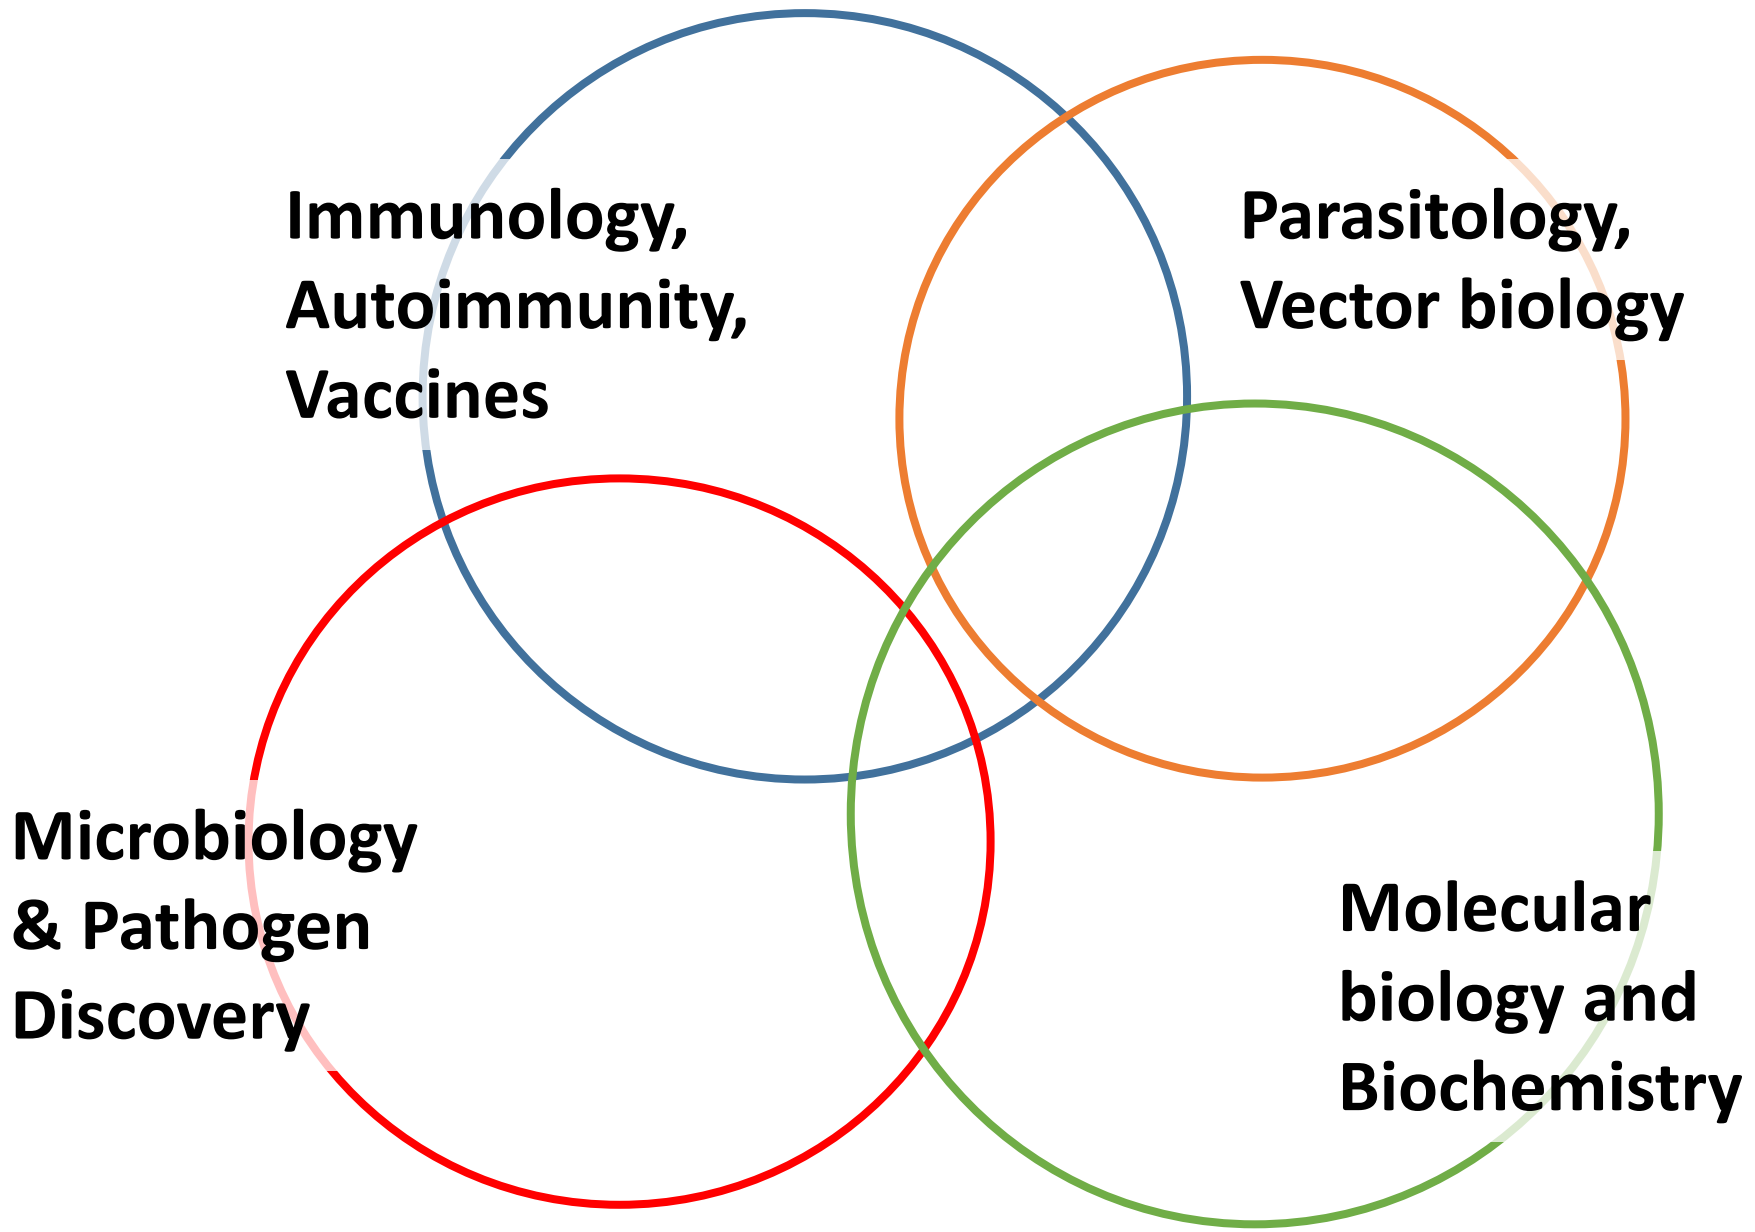 Immunology,
Autoimmunity,
Vaccines
Parasitology,
Vector biology
Microbiology
& Pathogen
Discovery
Molecular
biology and
Biochemistry